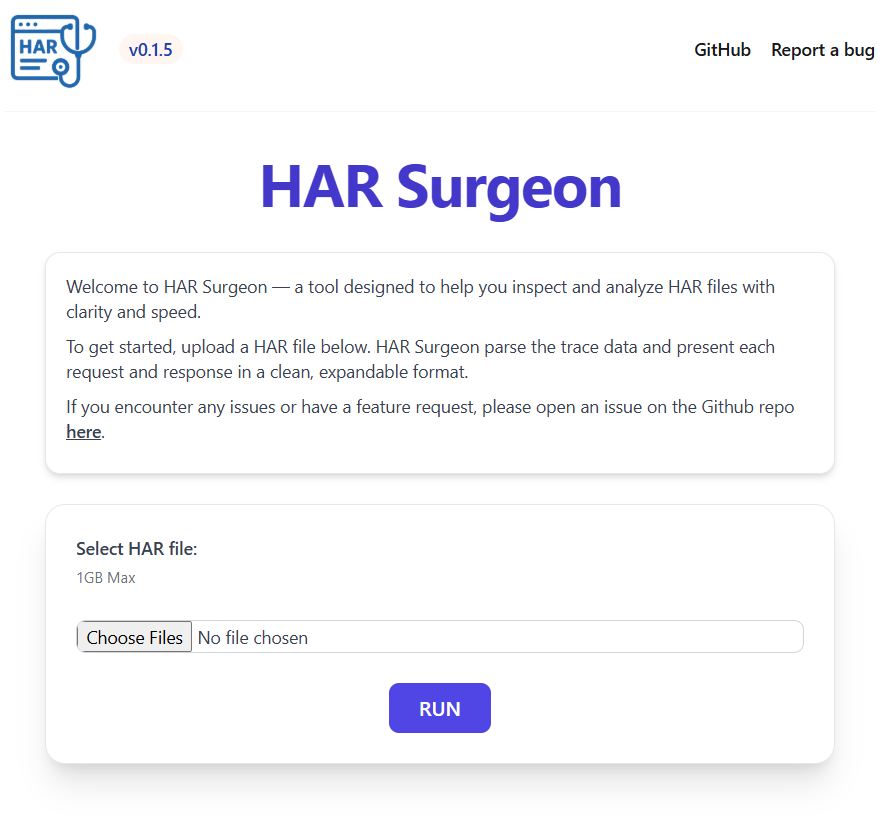 HAR
v0.1.5
GitHub
Report a bug
HAR Surgeon
Welcome to HAR Surgeon — a tool designed to help you inspect and analyze HAR files with
clarity and speed.
To get started, upload a HAR file below. HAR Surgeon parse the trace data and present each
request and response in a clean, expandable format.
If you encounter any issues or have a feature request, please open an issue on the Github repo
here.
Select HAR file:
1GB Max
Choose Files No file chosen
RUN